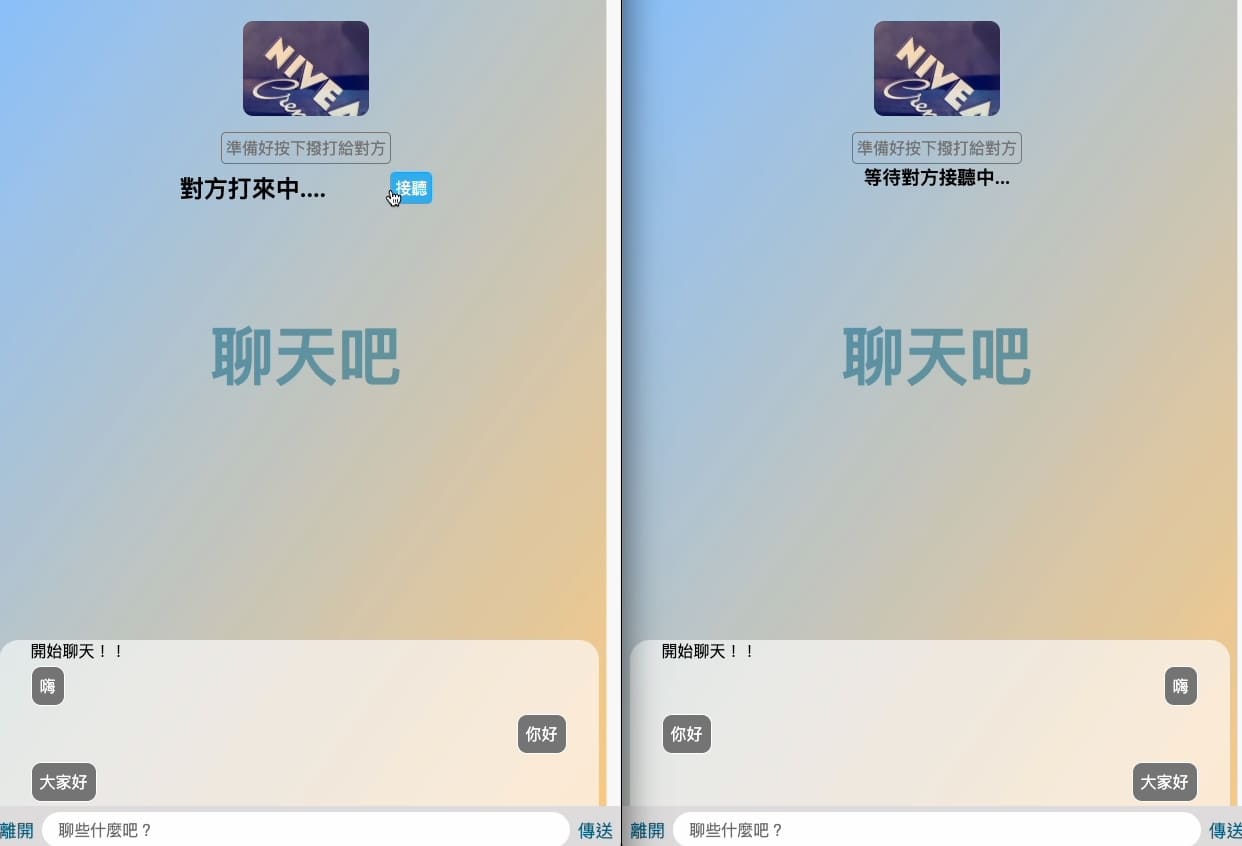 NIVEA
Creme
準備好按下撥打給對方
對方打來中....
接聽
聊天吧
開始聊天！！
嗨
你好
大家好
離開
聊些什麼吧？
傳送
NIVEA
準備好按下撥打給對方
等待對方接聽中...
聊天吧
開始聊天！！
嗨
你好
大家好
離開
聊些什麼吧？
傳送